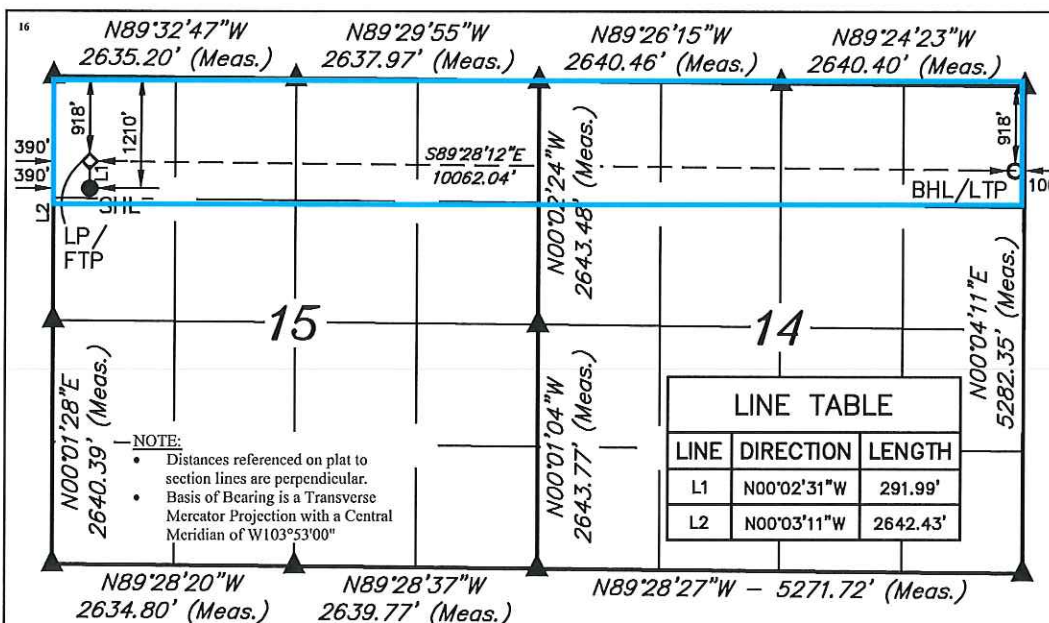 16
N89°32'47"W
2635.20' (Meas.)
N89°29'55"W
2637.97' (Meas.)
N89°26'15"W
2640.46' (Meas.)
N89°24'23"W
2640.40' (Meas.)
918'
1210'
390'
390'
L1
L2
SHL
LP/
FTP
S89°28'12"E
10062.04'
N00°02'24"W
2643.48' (Meas.)
918'
100
BHL/LTP
15
14
N00°01'28"E
2640.39' (Meas.)
N00°01'04"W
2643.77' (Meas.)
N00°04'11"E
5282.35' (Meas.)
NOTE:
• Distances referenced on plat to
section lines are perpendicular.
• Basis of Bearing is a Transverse
Mercator Projection with a Central
Meridian of W103°53'00"
LINE TABLE
LINE DIRECTION LENGTH
L1 N00°02'31"W 291.99'
L2 N00°03'11"W 2642.43'
N89°28'20"W
2634.80' (Meas.)
N89°28'37"W
2639.77' (Meas.)
N89°28'27"W – 5271.72' (Meas.)